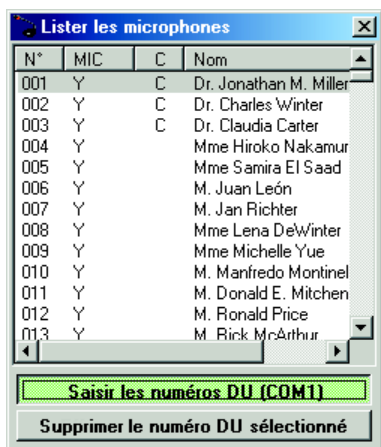 Lister les microphones
N° MIC C Nom
001 Y C Dr. Jonathan M. Miller
002 Y C Dr. Charles Winter
003 Y C Dr. Claudia Carter
004 Y Mme Hiroko Nakamur
005 Y Mme Samira El Saad
006 Y M. Juan León
007 Y M. Jan Richter
008 Y Mme Lena DeWinter
009 Y Mme Michelle Yue
010 Y M. Manfredo Montinel
011 Y M. Donald E. Mitchen
012 Y M. Ronald Price
013 Y M. Rick McArthur
Saisir les numéros DU (COM1)
Supprimer le numéro DU sélectionné